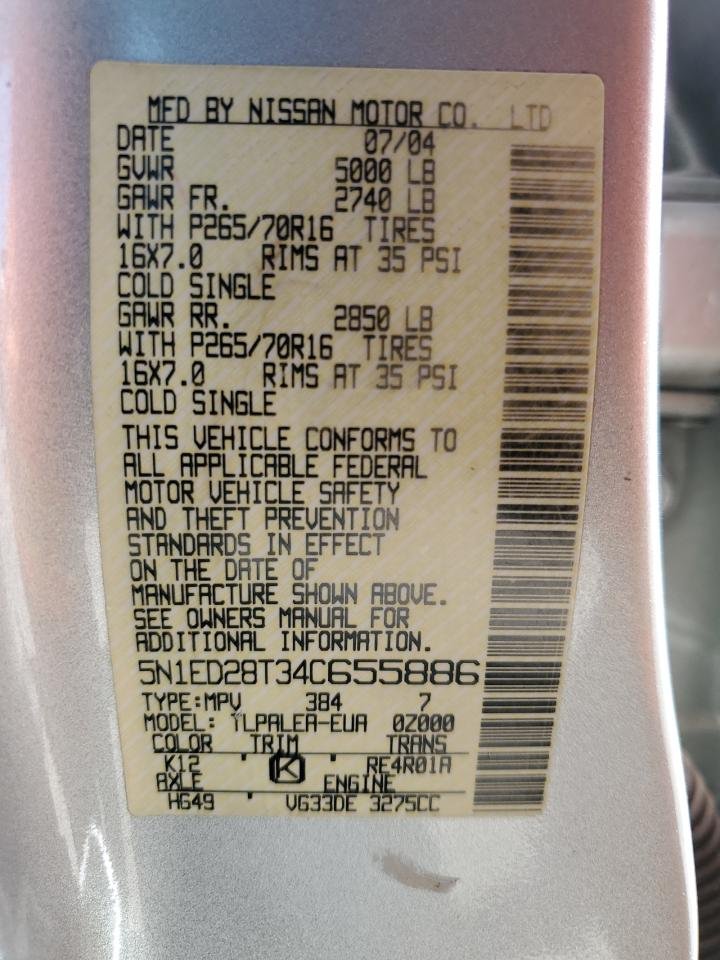 MFD BY NISSAN MOTOR CO. LTD
DATE 07/04
GVWR 5000 LB
GAWR FR. 2740 LB
WITH P265/70R16 TIRES
16X7.0 RIMS AT 35 PSI
COLD SINGLE
GAWR RR. 2850 LB
WITH P265/70R16 TIRES
16X7.0 RIMS AT 35 PSI
COLD SINGLE
THIS VEHICLE CONFORMS TO
ALL APPLICABLE FEDERAL
MOTOR VEHICLE SAFETY
AND THEFT PREVENTION
STANDARDS IN EFFECT
ON THE DATE OF
MANUFACTURE SHOWN ABOVE.
SEE OWNERS MANUAL FOR
ADDITIONAL INFORMATION.
5N1ED28T34C655886
TYPE:MPV 384 7
MODEL: TLPALEA-EUA 0Z000
COLOR TRIM TRANS
K12 K RE4R01A
AXLE ENGINE
HG49 VG33DE 3275CC